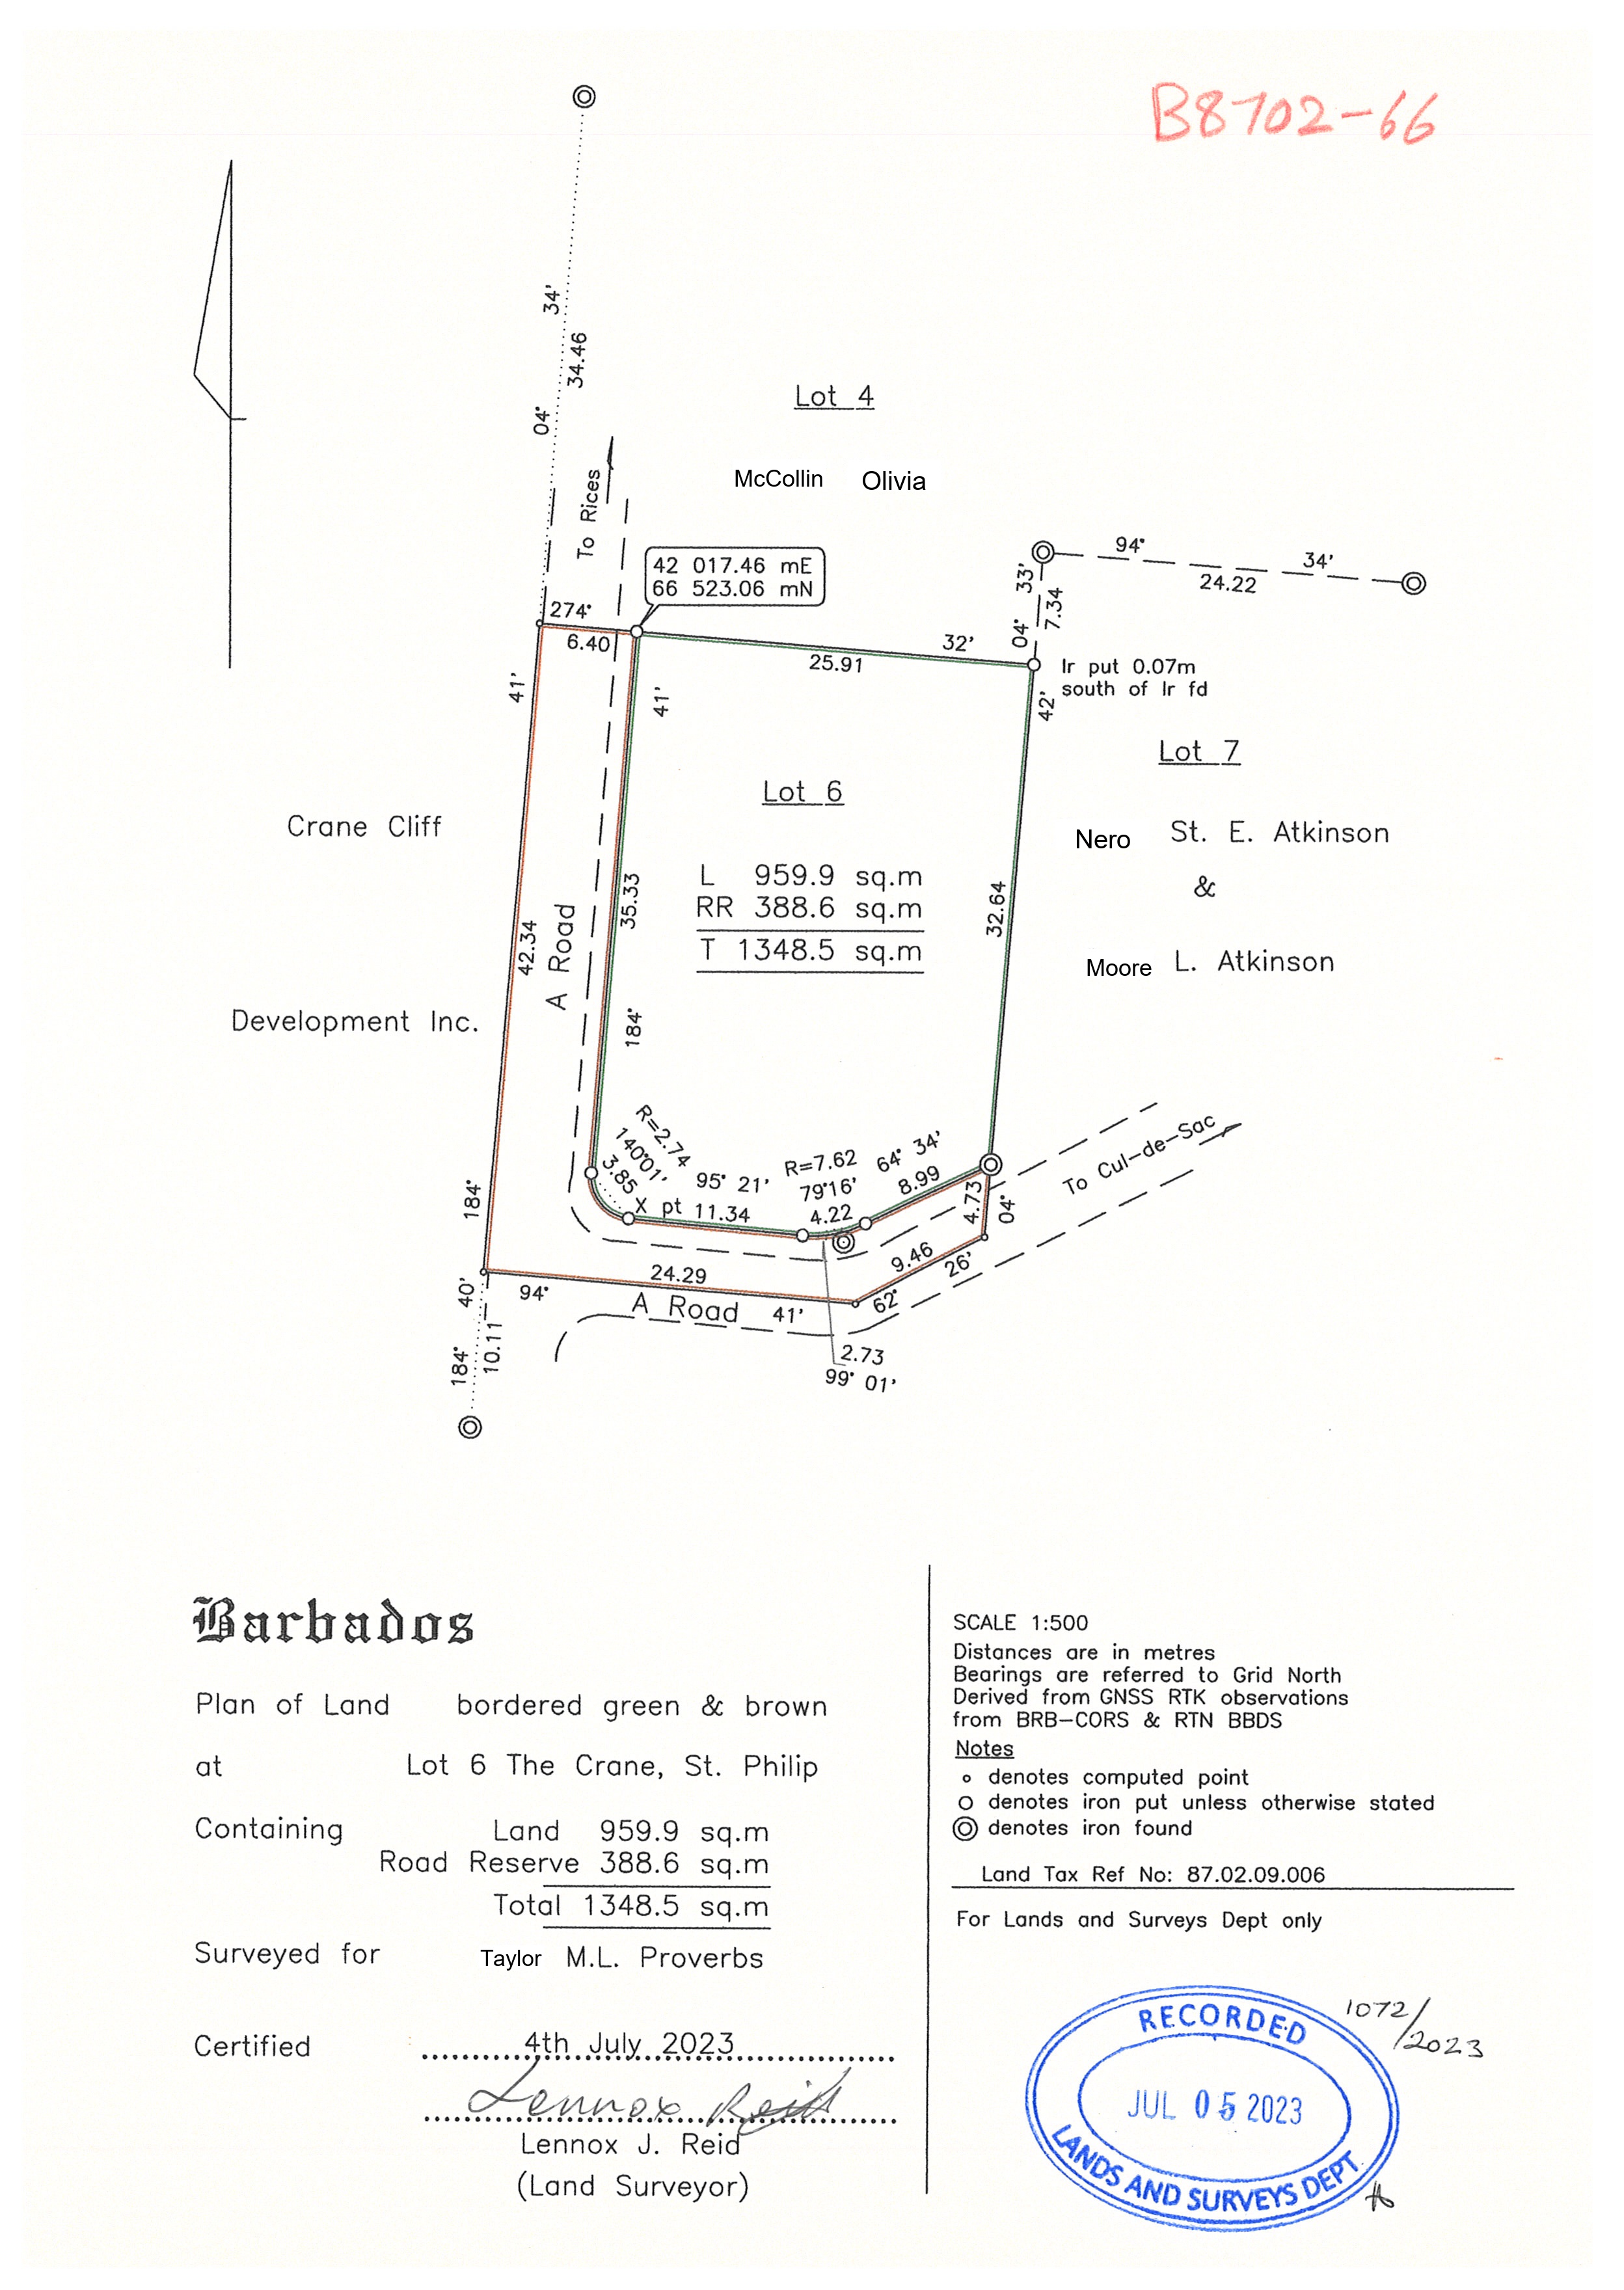 B8702-66
34'
34.46
04°
To Rices
Lot 4
McCollin Olivia
42 017.46 mE
66 523.06 mN
94° 34'
24.22
33'
7.34
04°
274°
6.40
32'
25.91
Ir put 0.07m
south of Ir fd
41'
41'
42'
Lot 7
Lot 6
Crane Cliff
Nero St. E. Atkinson
&
Moore L. Atkinson
L 959.9 sq.m
RR 388.6 sq.m
T 1348.5 sq.m
35.33
32.64
42.34
A Road
Development Inc.
184°
184°
R=2.74
140°01'
3.85
X pt 11.34
95° 21'
R=7.62
79°16'
4.22
64° 34'
8.99
To Cul-de-Sac
4.73
04°
9.46
26'
62°
24.29
94° 41'
A Road
40'
10.11
184°
2.73
99° 01'
Barbados
Plan of Land bordered green & brown
at Lot 6 The Crane, St. Philip
Containing Land 959.9 sq.m
Road Reserve 388.6 sq.m
Total 1348.5 sq.m
Surveyed for Taylor M.L. Proverbs
Certified 4th July 2023
Lennox Reid
Lennox J. Reid
(Land Surveyor)
SCALE 1:500
Distances are in metres
Bearings are referred to Grid North
Derived from GNSS RTK observations
from BRB-CORS & RTN BBDS
Notes
denotes computed point
denotes iron put unless otherwise stated
denotes iron found
Land Tax Ref No: 87.02.09.006
For Lands and Surveys Dept only
1072/2023
RECORDED
JUL 05 2023
LANDS AND SURVEYS DEPT.